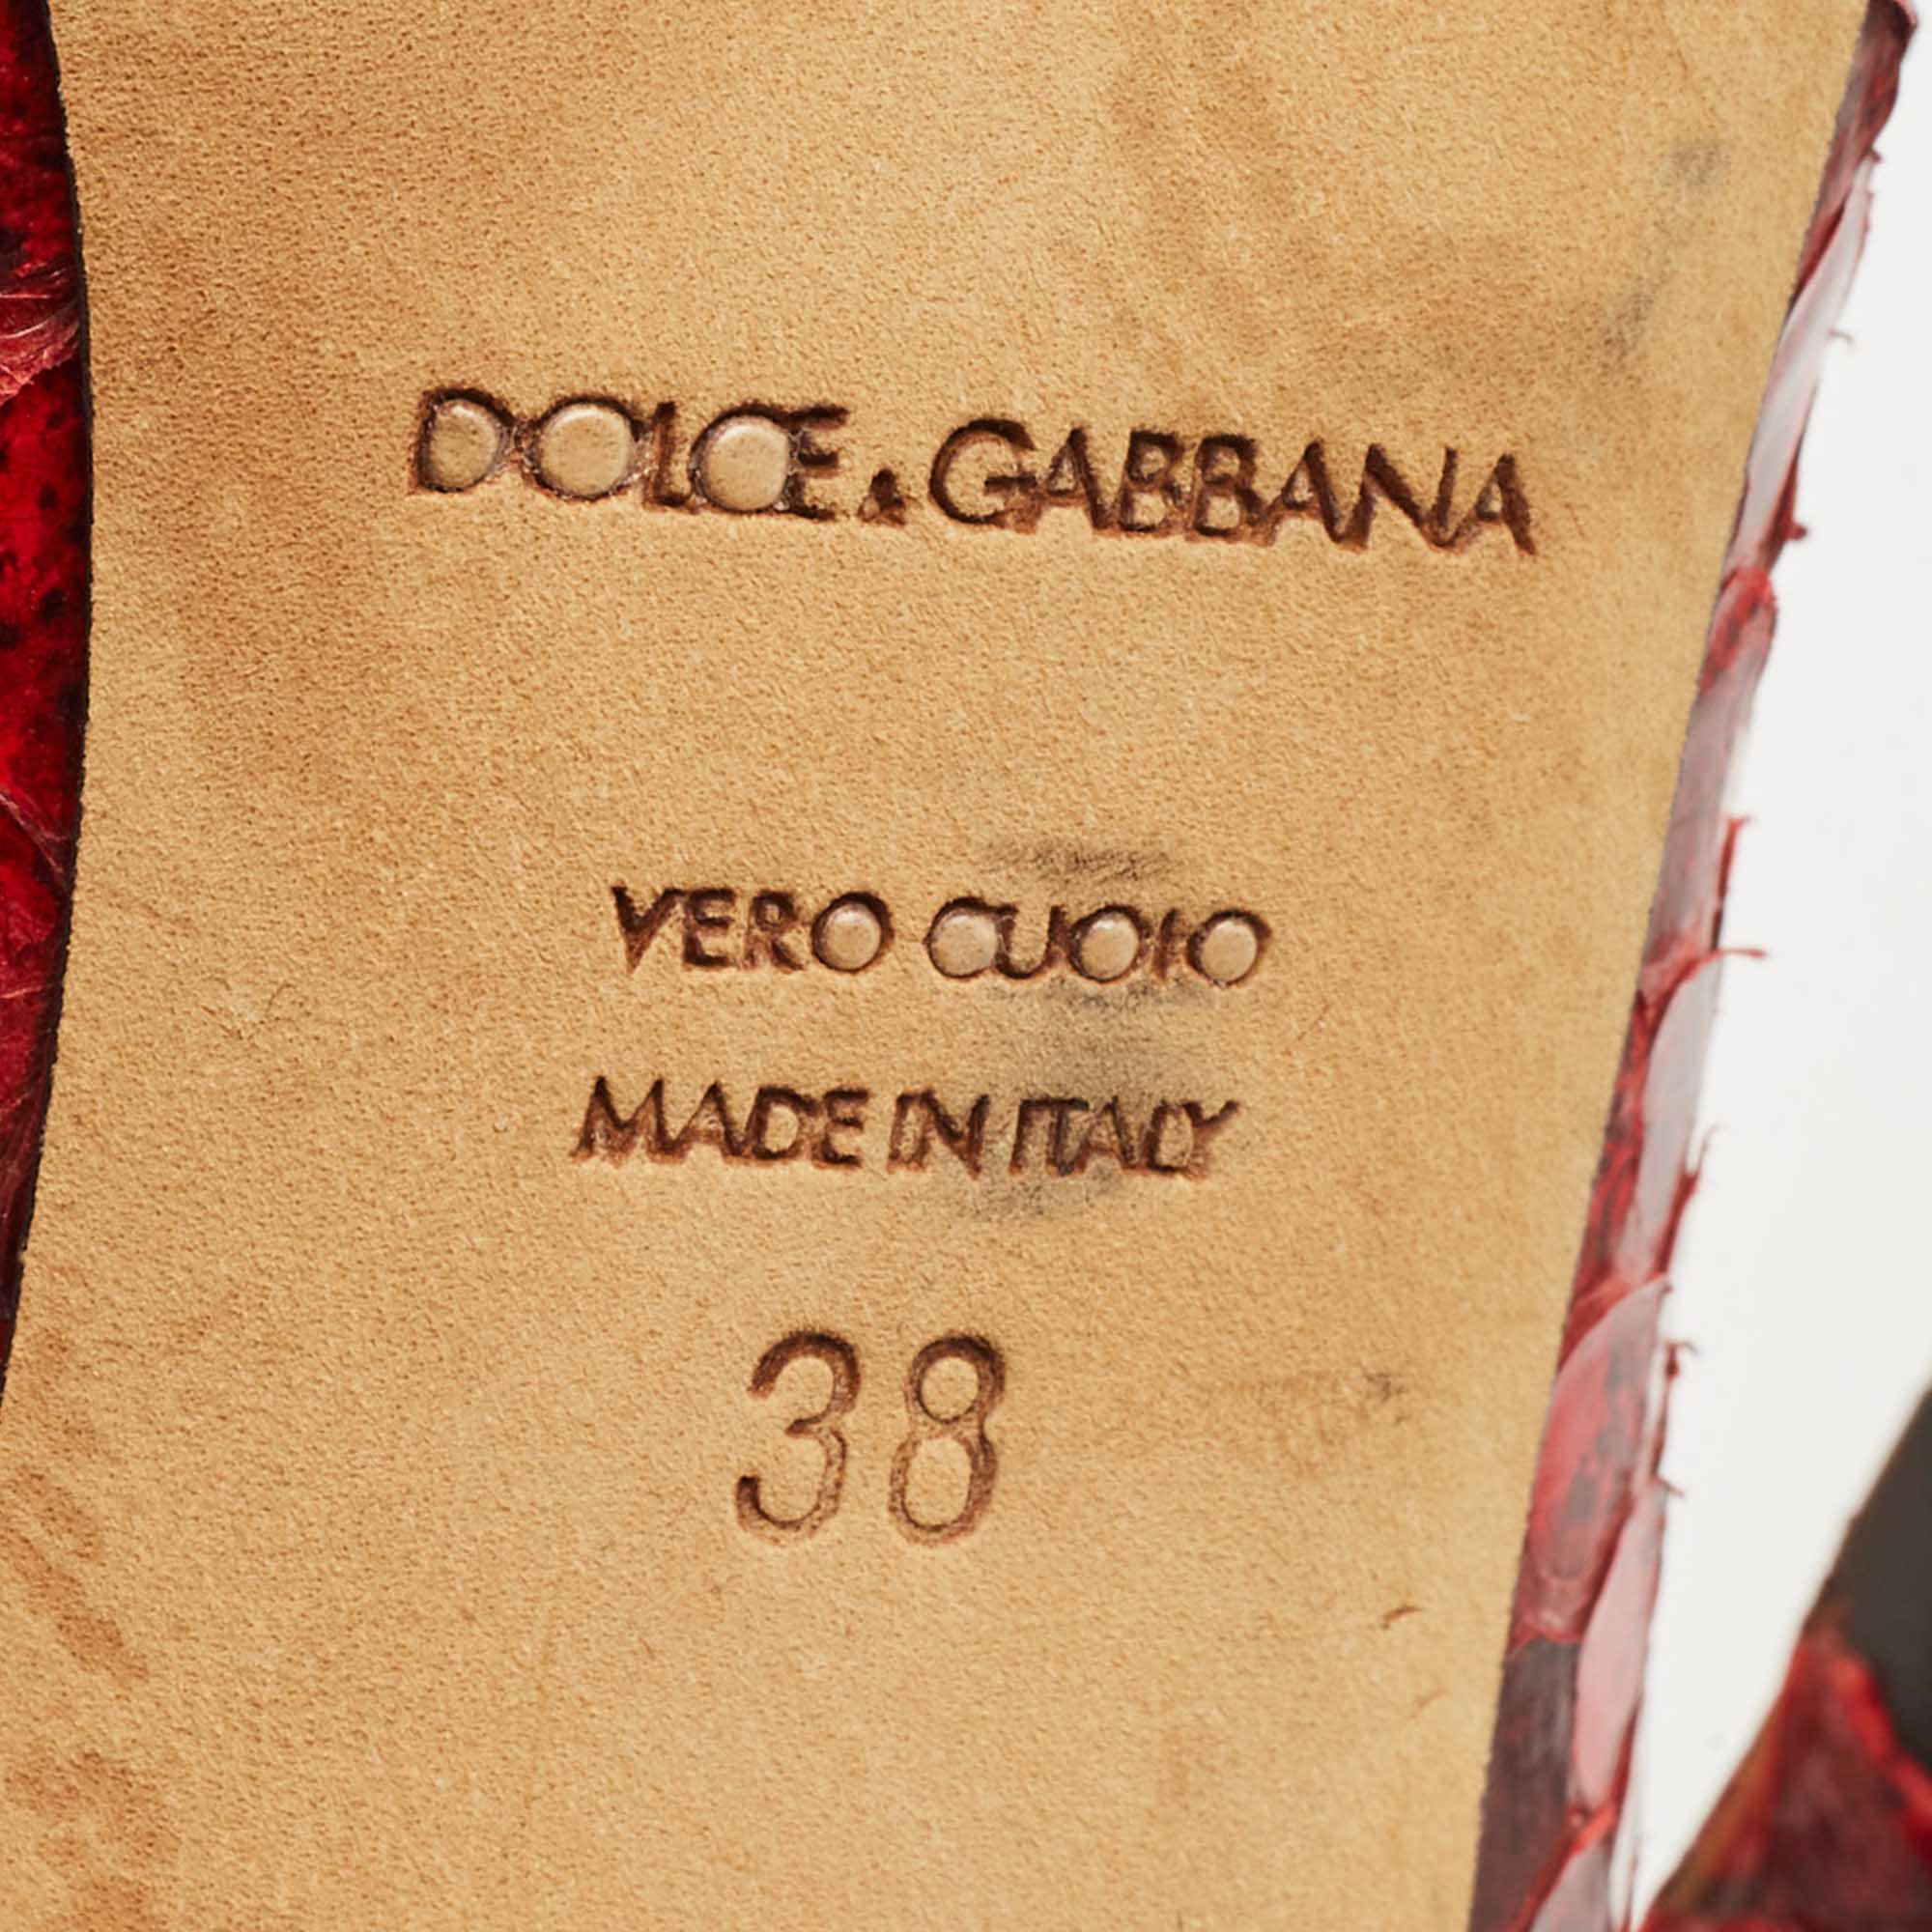 DOLCE & GABBANA
VERO CUOIO
MADE IN ITALY
38